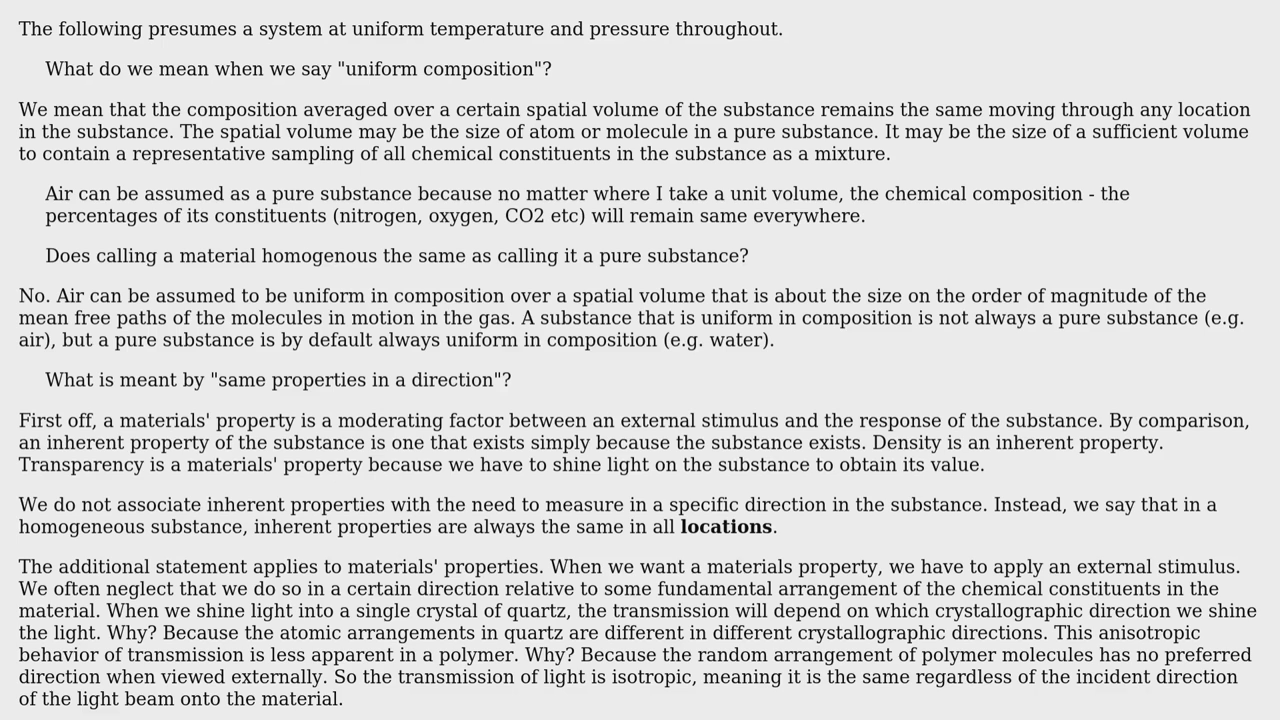 The following presumes a system at uniform temperature and pressure throughout.
What do we mean when we say "uniform composition"?
We mean that the composition averaged over a certain spatial volume of the substance remains the same moving through any location
in the substance. The spatial volume may be the size of atom or molecule in a pure substance. It may be the size of a sufficient volume
to contain a representative sampling of all chemical constituents in the substance as a mixture.
Air can be assumed as a pure substance because no matter where I take a unit volume, the chemical composition - the
percentages of its constituents (nitrogen, oxygen, CO2 etc) will remain same everywhere.
Does calling a material homogenous the same as calling it a pure substance?
No. Air can be assumed to be uniform in composition over a spatial volume that is about the size on the order of magnitude of the
mean free paths of the molecules in motion in the gas. A substance that is uniform in composition is not always a pure substance (e.g.
air), but a pure substance is by default always uniform in composition (e.g. water).
What is meant by "same properties in a direction"?
First off, a materials' property is a moderating factor between an external stimulus and the response of the substance. By comparison,
an inherent property of the substance is one that exists simply because the substance exists. Density is an inherent property.
Transparency is a materials' property because we have to shine light on the substance to obtain its value.
We do not associate inherent properties with the need to measure in a specific direction in the substance. Instead, we say that in a
homogeneous substance, inherent properties are always the same in all locations.
The additional statement applies to materials' properties. When we want a materials property, we have to apply an external stimulus.
We often neglect that we do so in a certain direction relative to some fundamental arrangement of the chemical constituents in the
material. When we shine light into a single crystal of quartz, the transmission will depend on which crystallographic direction we shine
the light. Why? Because the atomic arrangements in quartz are different in different crystallographic directions. This anisotropic
behavior of transmission is less apparent in a polymer. Why? Because the random arrangement of polymer molecules has no preferred
direction when viewed externally. So the transmission of light is isotropic, meaning it is the same regardless of the incident direction
of the light beam onto the material.